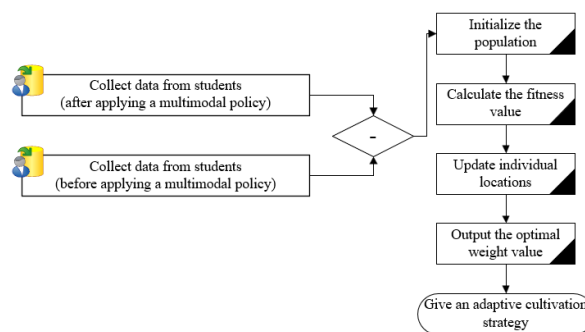 Collect data from students
(after applying a multimodal policy)
Collect data from students
(before applying a multimodal policy)
-
Initialize the
population
Calculate the fitness
value
Update individual
locations
Output the optimal
weight value
Give an adaptive cultivation
strategy